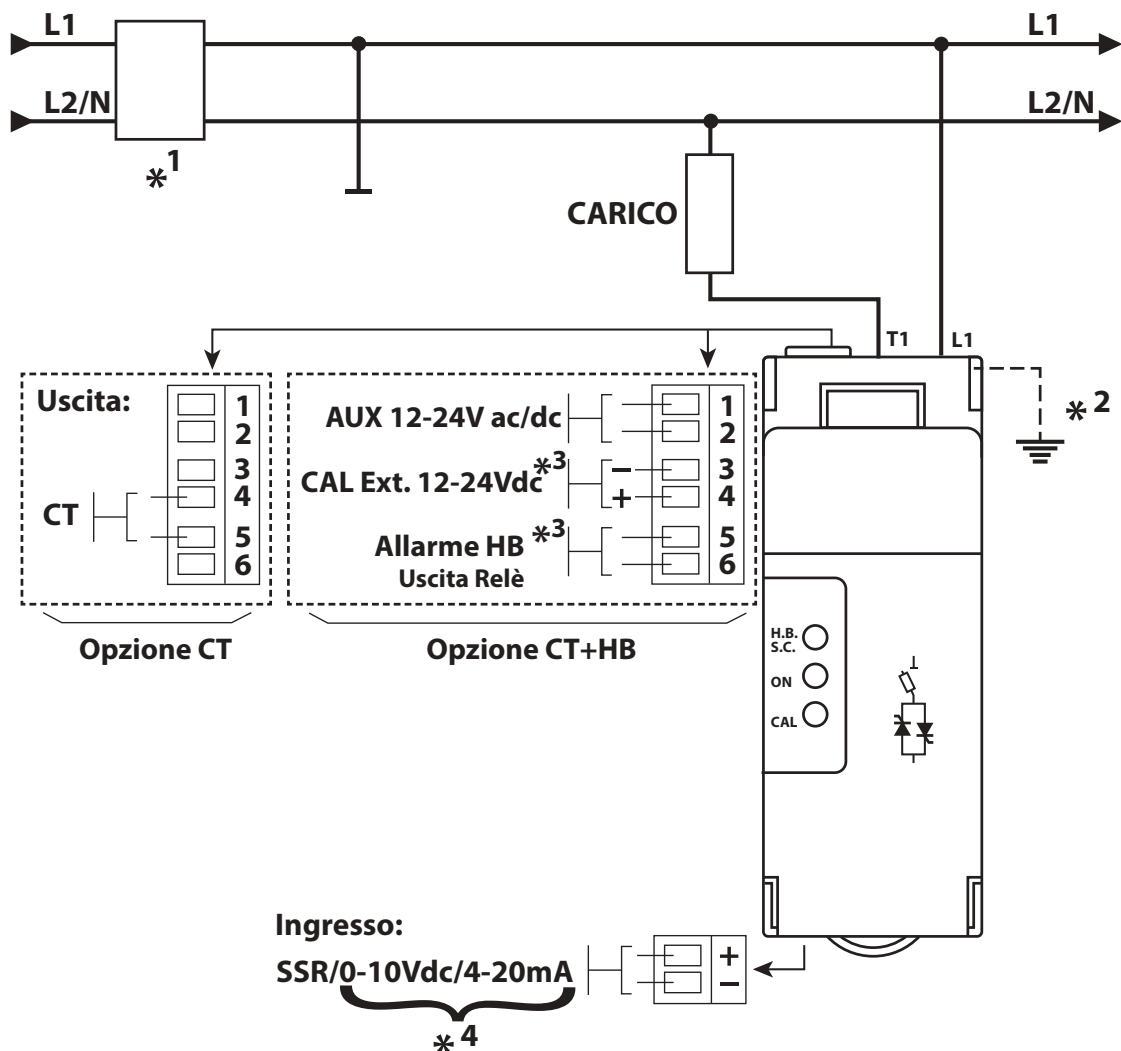 L1 L1
L2/N L2/N
*1
CARICO
T1 L1
*2
Uscita:
1
2
3
4
5
6
CT
Opzione CT
AUX 12-24V ac/dc
CAL Ext. 12-24Vdc *3
Allarme HB *3
Uscita Relè
− 
+
1
2
3
4
5
6
Opzione CT+HB
H.B.
S.C.
ON
CAL
Ingresso:
SSR/0-10Vdc/4-20mA
+
−
*4